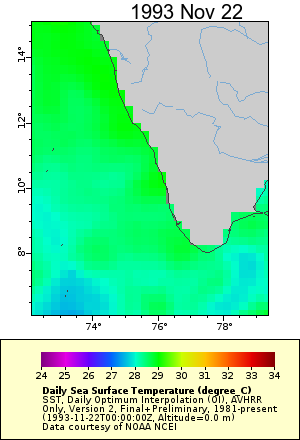 1993 Nov 22
14°
12°
10°
8°
74°
76°
78°
24 25 26 27 28 29 30 31 32 33 34
Daily Sea Surface Temperature (degree_C)
SST, Daily Optimum Interpolation (OI), AVHRR
Only, Version 2, Final+Preliminary, 1981-present
(1993-11-22T00:00:00Z, Altitude=0.0 m)
Data courtesy of NOAA NCEI